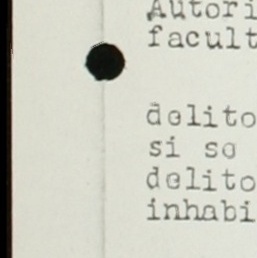 Autori
facult
delito
si se
delito
inhabi